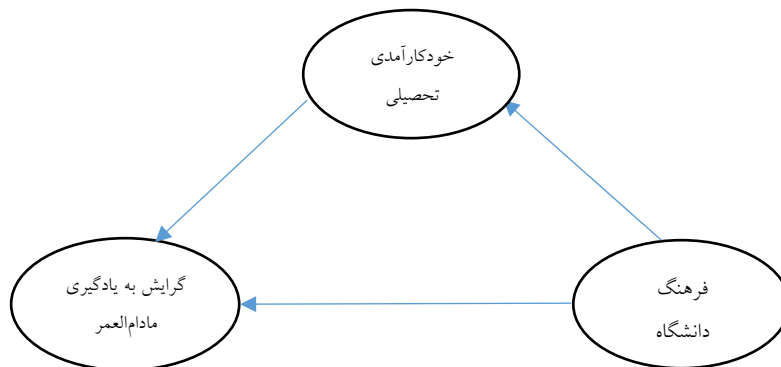 خودکارآمدی
تحصیلی
فرهنگ
دانشگاه
گرایش به یادگیری
مادام‌العمر